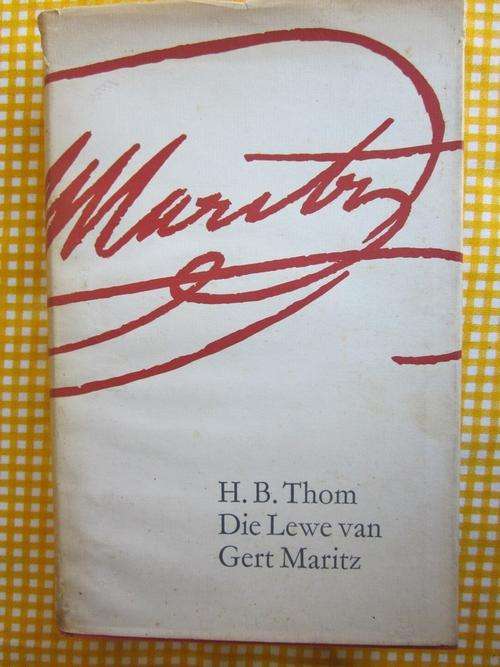 Maritz
H. B. Thom
Die Lewe van
Gert Maritz